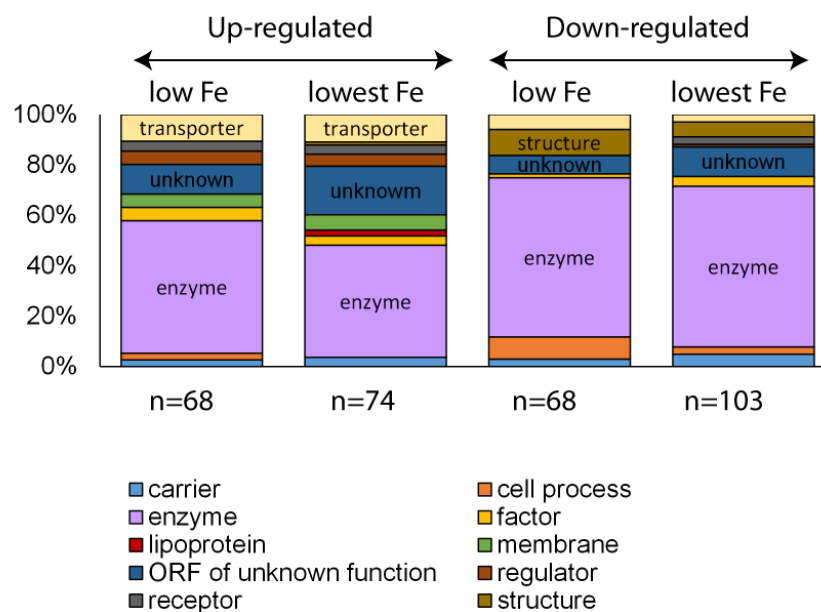 Up-regulated Down-regulated
low Fe lowest Fe low Fe lowest Fe
100%
80%
60%
40%
20%
0%
transporter
unknown
enzyme
transporter
unknowm
enzyme
structure
unknown
enzyme
unknown
enzyme
n=68 n=74 n=68 n=103
carrier cell process
enzyme factor
lipoprotein membrane
ORF of unknown function regulator
receptor structure